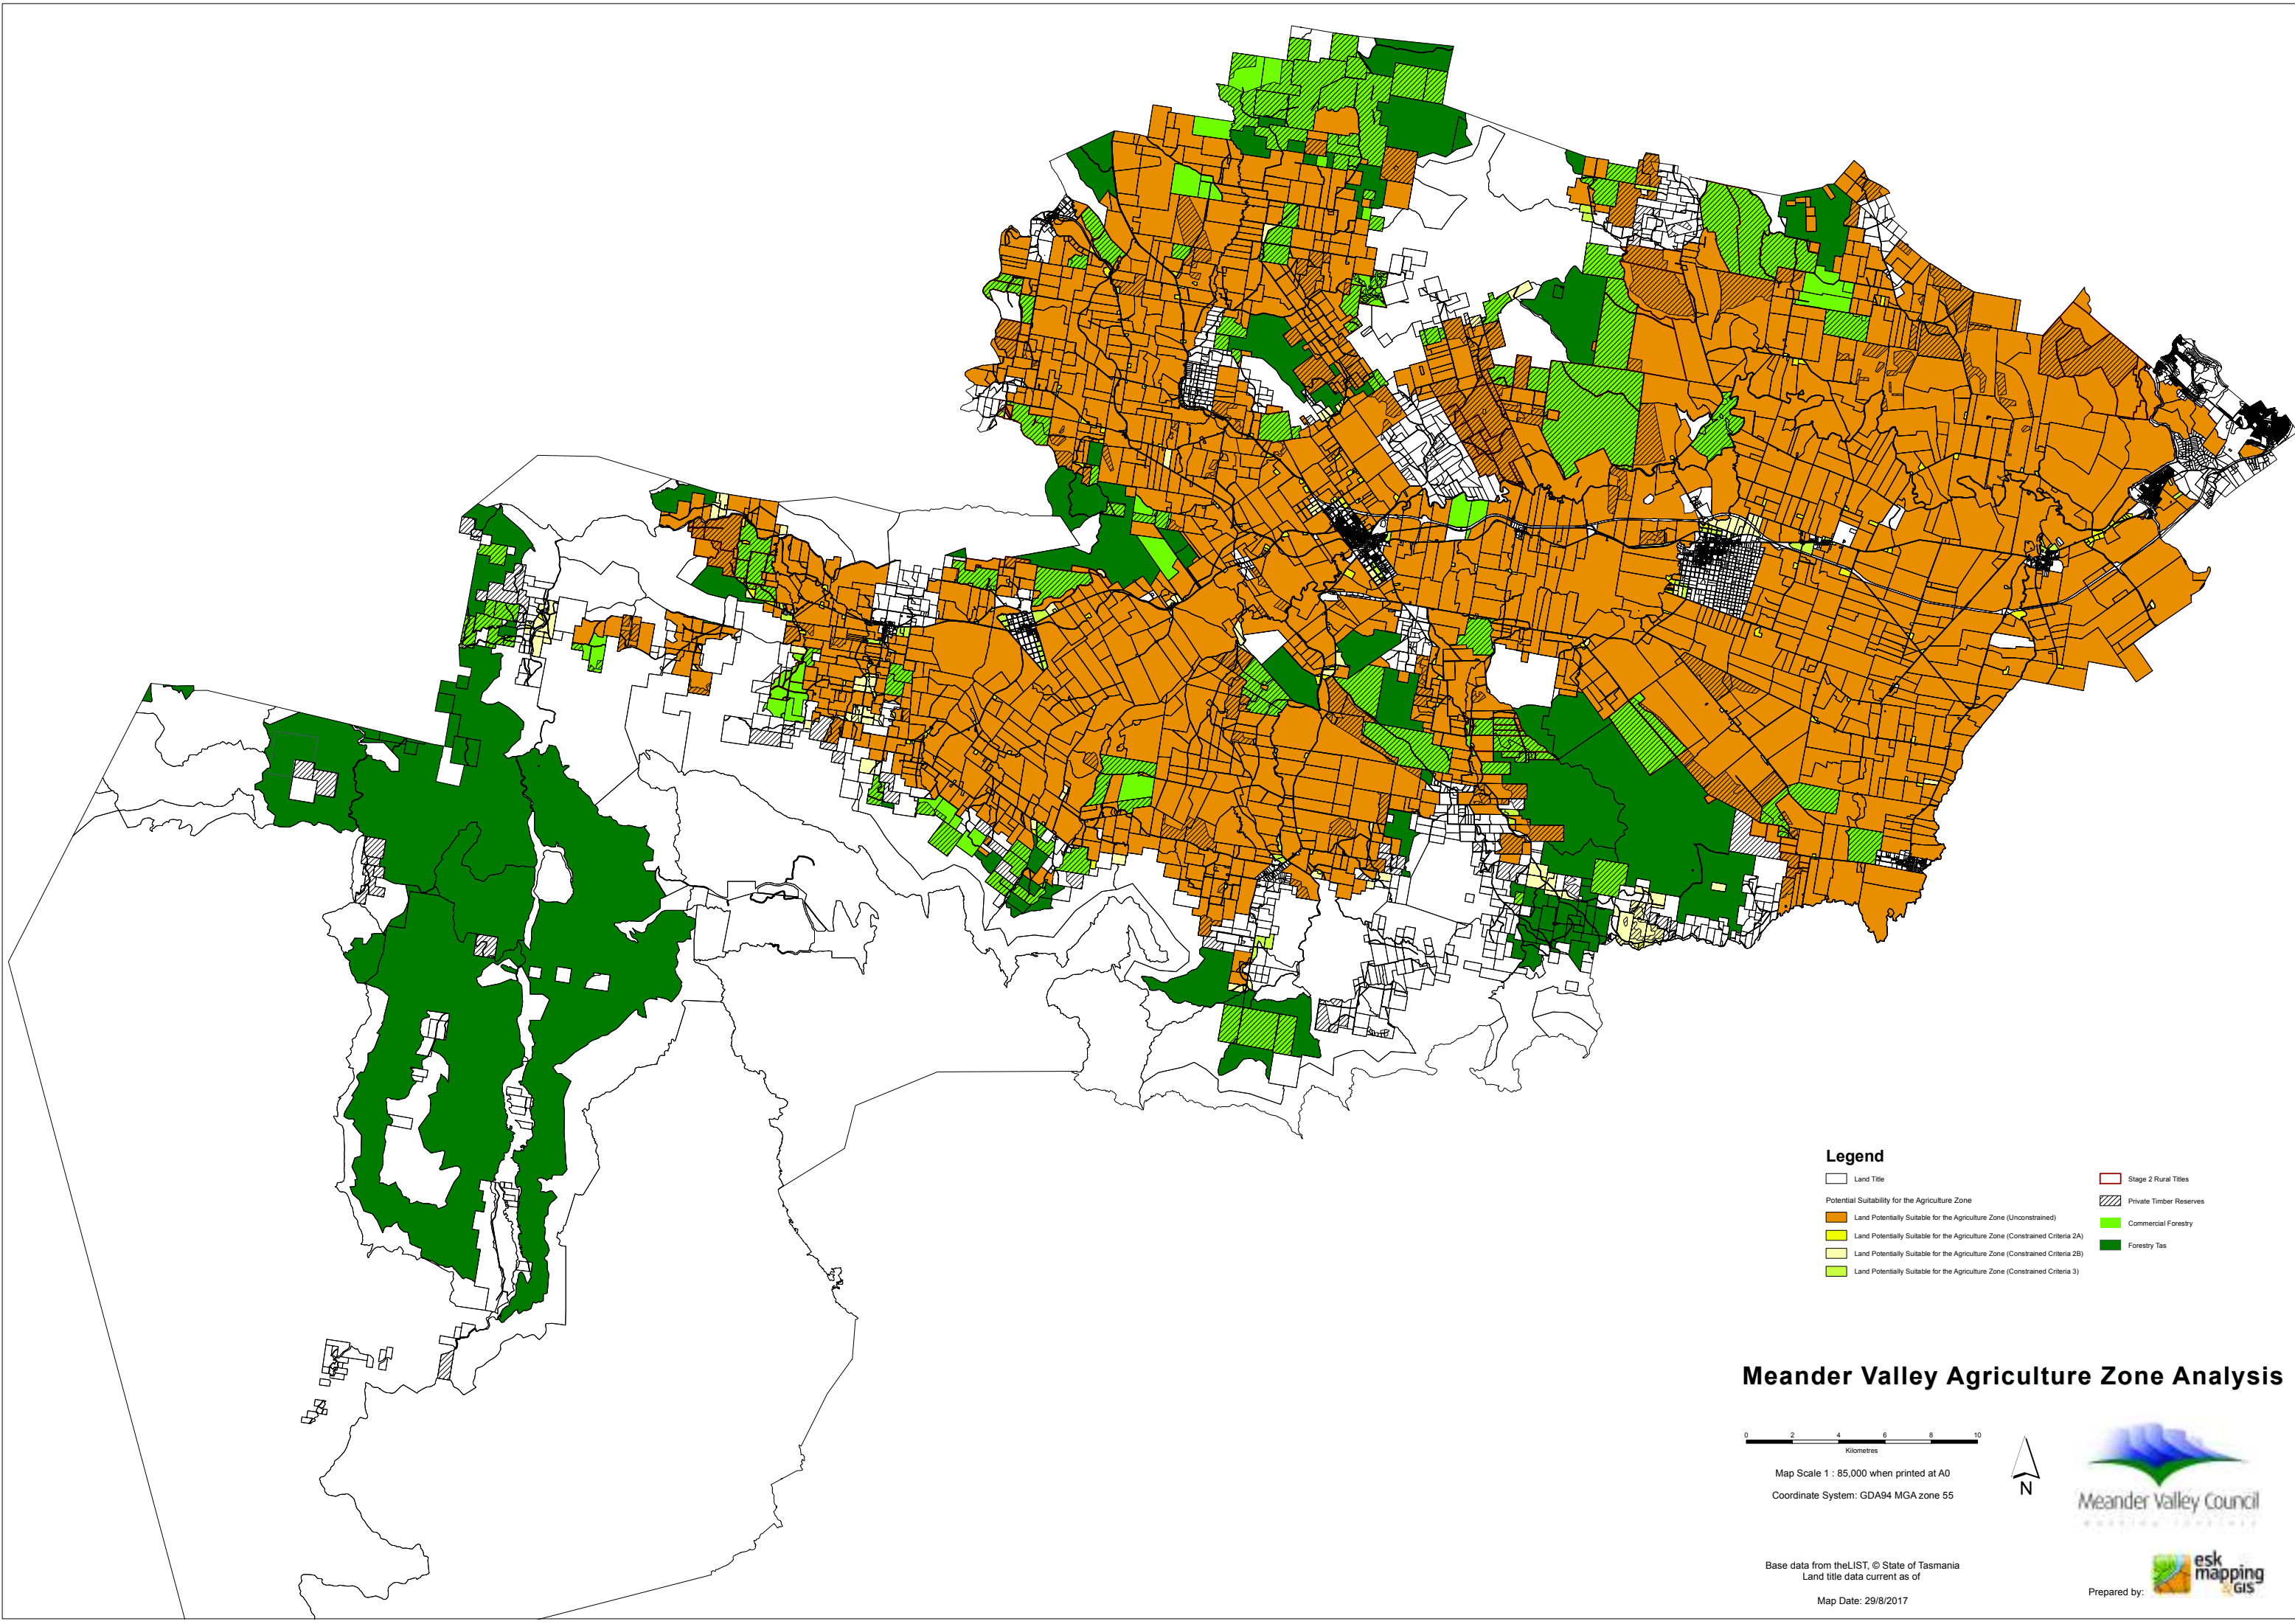 Legend
Land Title
Potential Suitability for the Agriculture Zone
Land Potentially Suitable for the Agriculture Zone (Unconstrained)
Land Potentially Suitable for the Agriculture Zone (Constrained Criteria 2A)
Land Potentially Suitable for the Agriculture Zone (Constrained Criteria 2B)
Land Potentially Suitable for the Agriculture Zone (Constrained Criteria 3)
Stage 2 Rural Titles
Private Timber Reserves
Commercial Forestry
Forestry Tas
Meander Valley Agriculture Zone Analysis
0 2 4 6 8 10
Kilometres
Map Scale 1 : 85,000 when printed at A0
Coordinate System: GDA94 MGA zone 55
N
Meander Valley Council
Base data from theLIST, © State of Tasmania
Land title data current as of
Map Date: 29/8/2017
Prepared by:
esk
mapping
& GIS